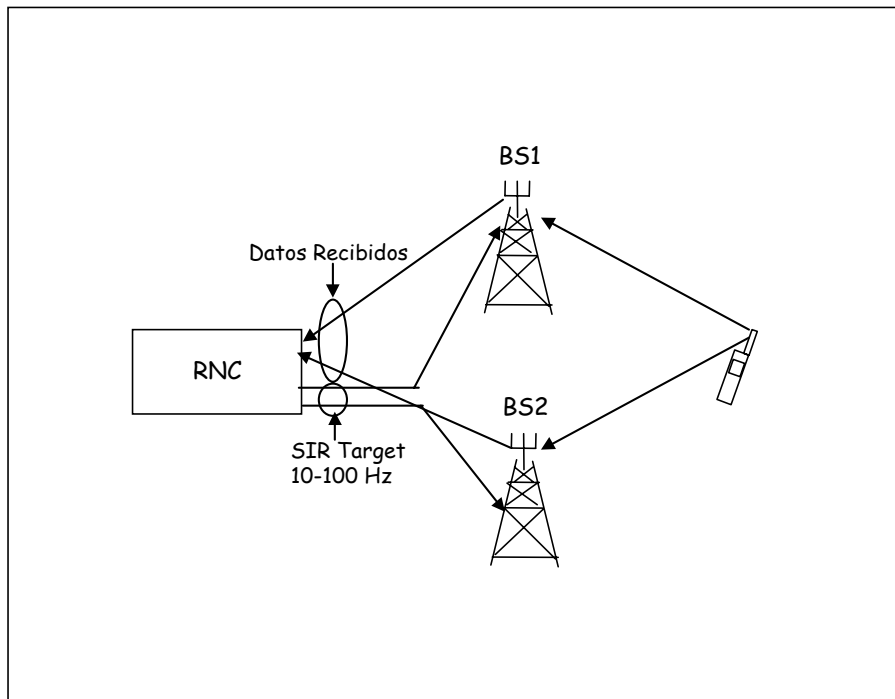 BS1
Datos Recibidos
RNC
BS2
SIR Target
10-100 Hz